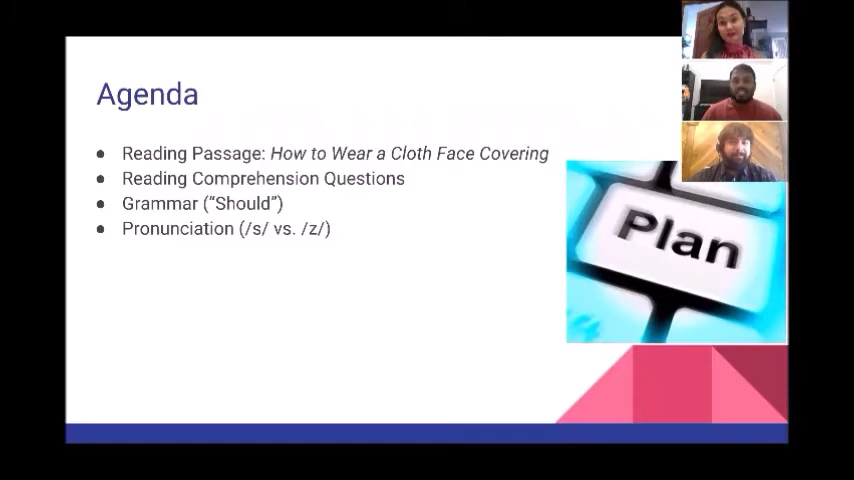 Agenda
● Reading Passage: How to Wear a Cloth Face Covering
● Reading Comprehension Questions
● Grammar (“Should”)
● Pronunciation (/s/ vs. /z/)
Plan